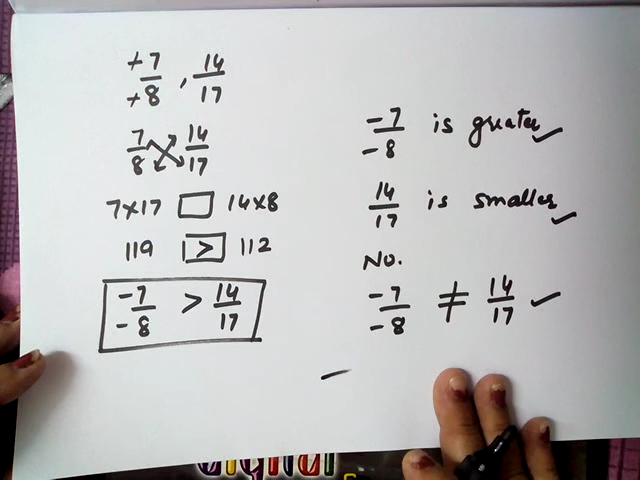 +7/+8 , 14/17
7/8 14/17
7×17 □ 14×8
119 > 112
-7/-8 > 14/17
-7/-8 is greater ✓
14/17 is smaller ✓
No.
-7/-8 ≠ 14/17 ✓
digital